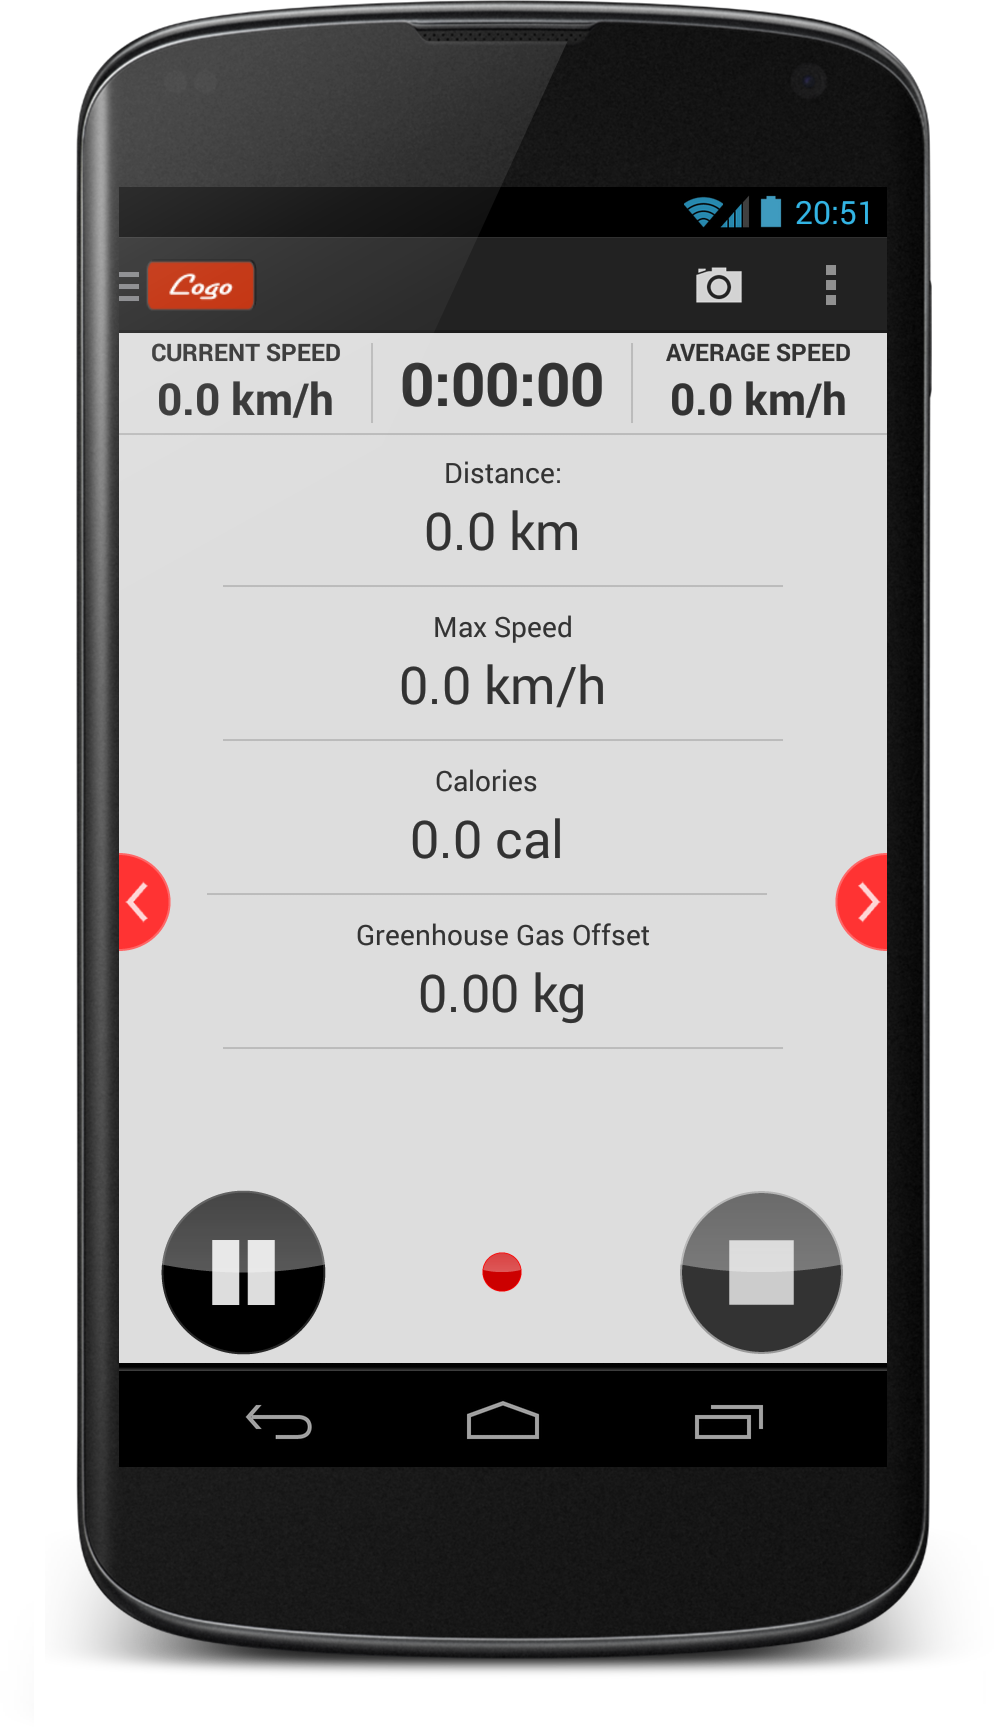 20:51
Logo
CURRENT SPEED
0.0 km/h
0:00:00
AVERAGE SPEED
0.0 km/h
Distance:
0.0 km
Max Speed
0.0 km/h
Calories
0.0 cal
Greenhouse Gas Offset
0.00 kg